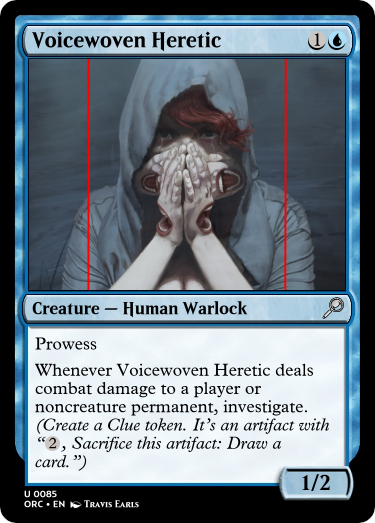 Voicewoven Heretic 1
Creature — Human Warlock
Prowess
Whenever Voicewoven Heretic deals
combat damage to a player or
noncreature permanent, investigate.
(Create a Clue token. It's an artifact with
“2, Sacrifice this artifact: Draw a
card.”)
1/2
U 0085
ORC • EN Travis Earls